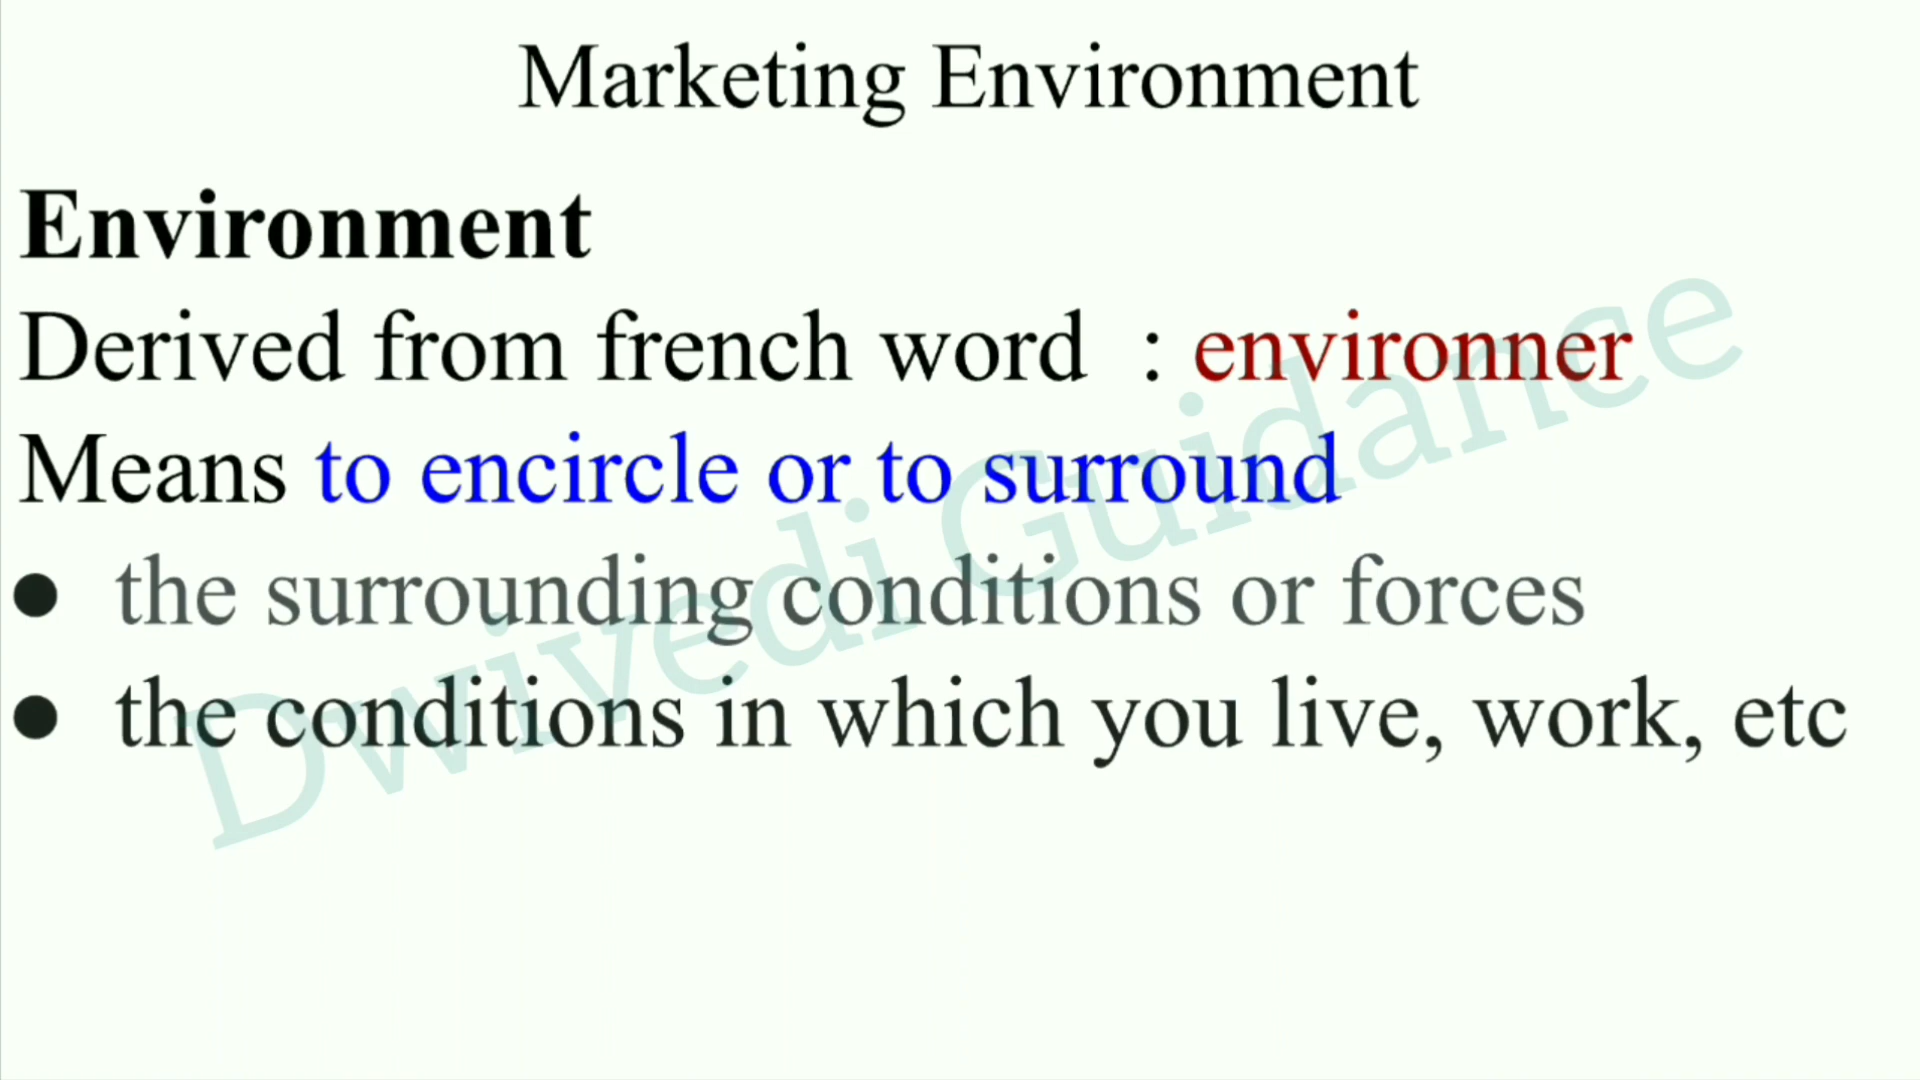 Marketing Environment
Environment
Derived from french word : environner
Means to encircle or to surround
● the surrounding conditions or forces
● the conditions in which you live, work, etc
Dwivedi Guidance